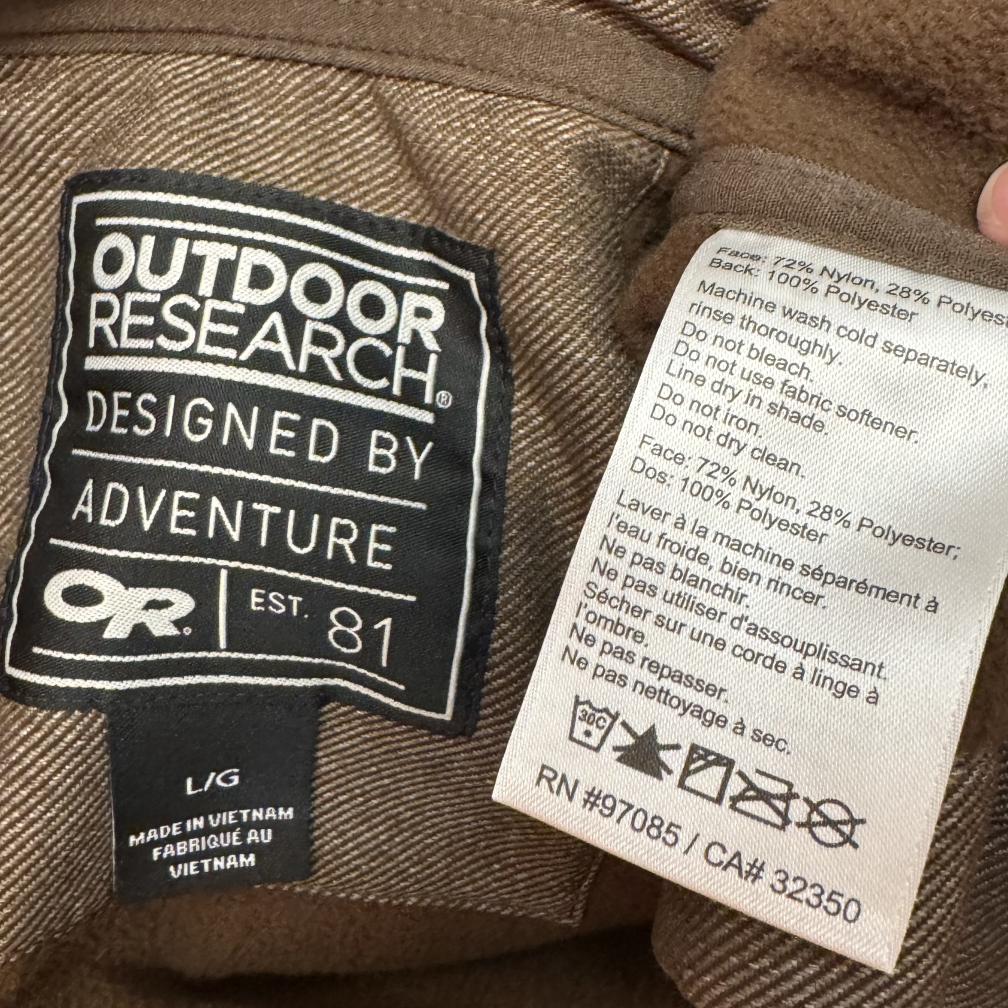 OUTDOOR
RESEARCH®
DESIGNED BY
ADVENTURE
OR®
EST. 81
L/G
MADE IN VIETNAM
FABRIQUÉ AU
VIETNAM
Face: 72% Nylon, 28% Polyes
Back: 100% Polyester
Machine wash cold separately,
rinse thoroughly.
Do not bleach.
Do not use fabric softener.
Line dry in shade.
Do not iron.
Do not dry clean.
Face: 72% Nylon, 28% Polyester;
Dos: 100% Polyester
Laver à la machine séparément à
l'eau froide, bien rincer.
Ne pas blanchir.
Ne pas utiliser d'assouplissant.
Sécher sur une corde à linge à
l'ombre.
Ne pas repasser.
Ne pas nettoyage à sec.
30C
RN #97085 / CA# 32350